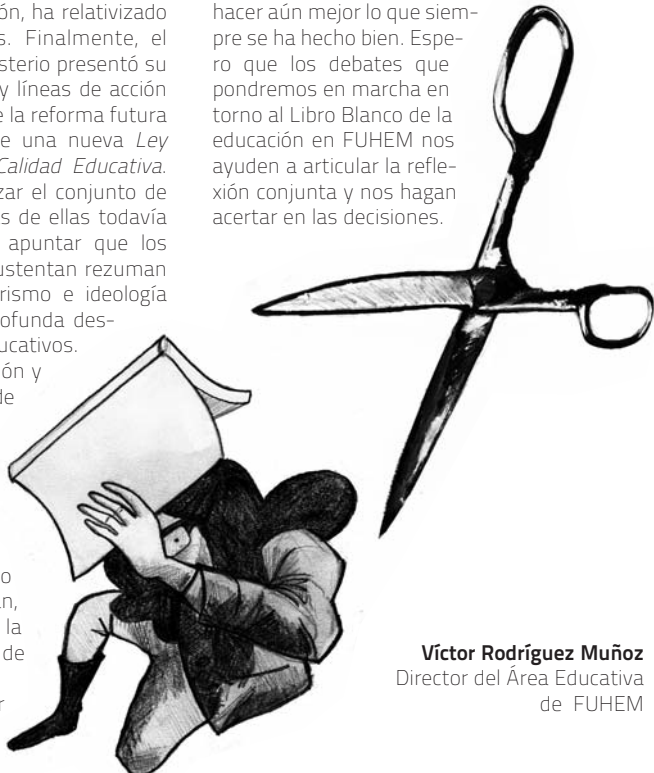 ón, ha relativizado
s. Finalmente, el
sterio presentó su
y líneas de acción
e la reforma futura
e una nueva Ley
Calidad Educativa.
zar el conjunto de
s de ellas todavía
apuntar que los
ustentan rezuman
rismo e ideología
ofunda des-
ucativos.
ón y
de
o
an,
la
de
r
hacer aún mejor lo que siem-
pre se ha hecho bien. Espe-
ro que los debates que
pondremos en marcha en
torno al Libro Blanco de la
educación en FUHEM nos
ayuden a articular la refle-
xión conjunta y nos hagan
acertar en las decisiones.
Víctor Rodríguez Muñoz
Director del Área Educativa
de FUHEM